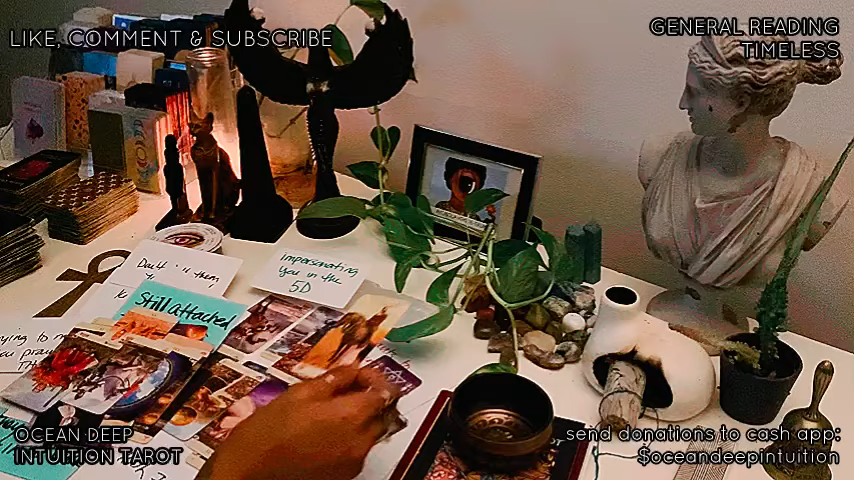 LIKE, COMMENT & SUBSCRIBE
GENERAL READING
TIMELESS
impersonating
you in the
5D
Still attached
OCEAN DEEP
INTUITION TAROT
send donations to cash app:
$oceandeepintuition